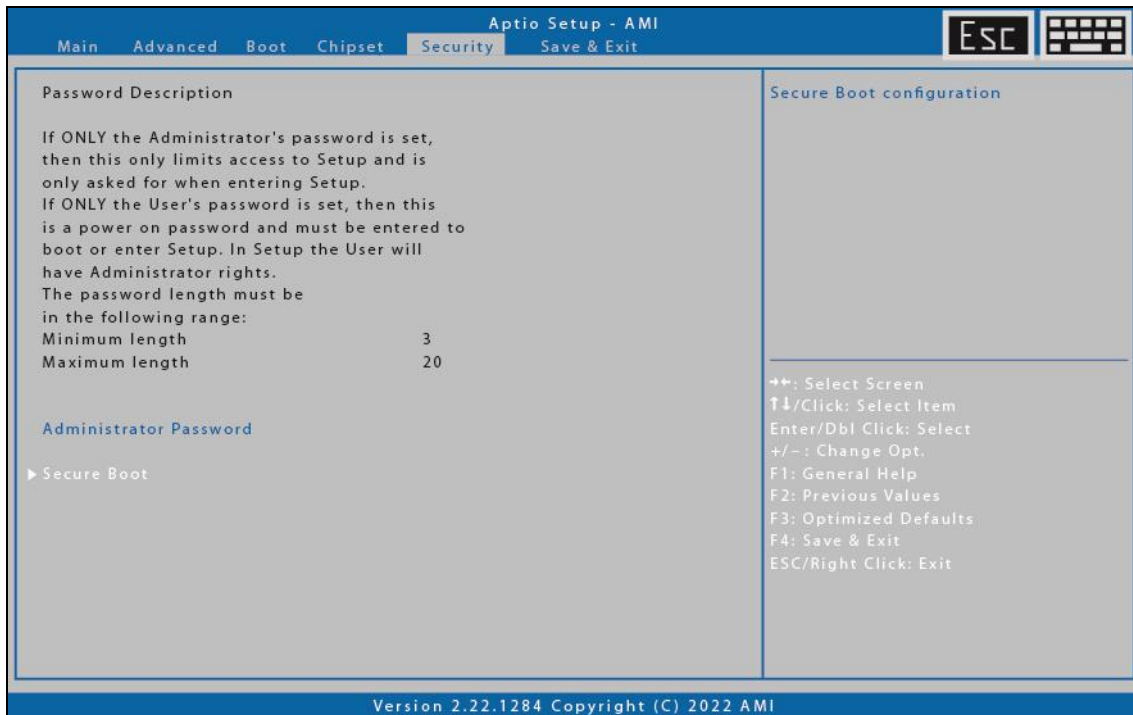 Aptio Setup - AMI
Main Advanced Boot Chipset Security Save & Exit
Esc
Password Description
If ONLY the Administrator's password is set,
then this only limits access to Setup and is
only asked for when entering Setup.
If ONLY the User's password is set, then this
is a power on password and must be entered to
boot or enter Setup. In Setup the User will
have Administrator rights.
The password length must be
in the following range:
Minimum length 3
Maximum length 20
Administrator Password
▶ Secure Boot
Secure Boot configuration
→←: Select Screen
↑↓/Click: Select Item
Enter/Dbl Click: Select
+/–: Change Opt.
F1: General Help
F2: Previous Values
F3: Optimized Defaults
F4: Save & Exit
ESC/Right Click: Exit
Version 2.22.1284 Copyright (C) 2022 AMI